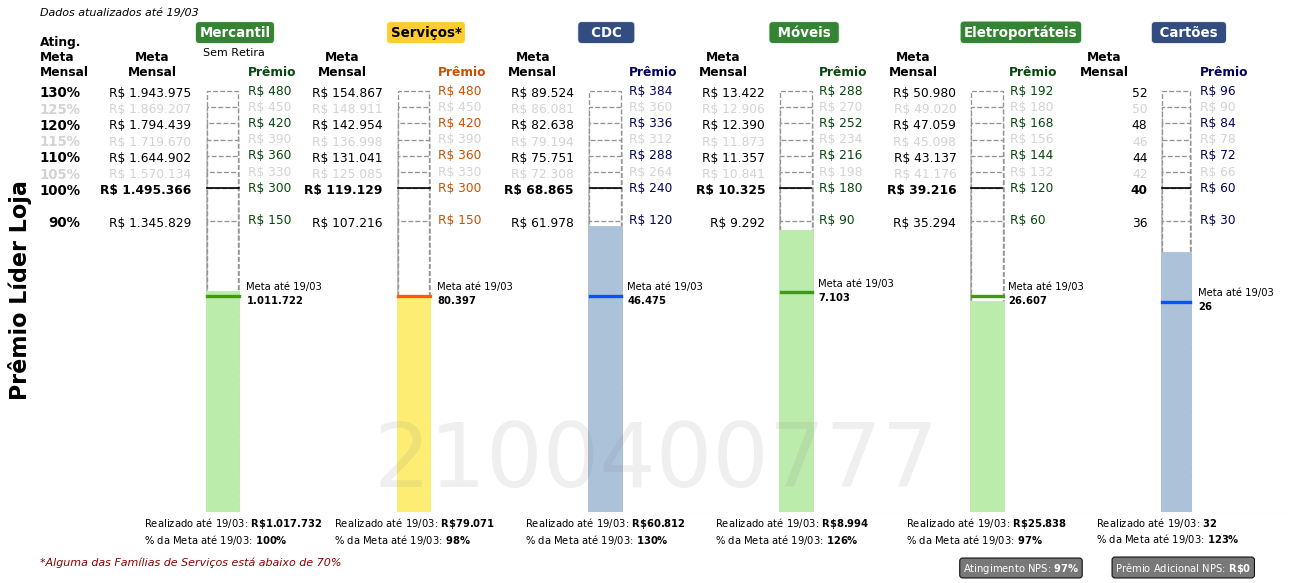 Dados atualizados até 19/03
Mercantil Serviços* CDC Móveis Eletroportáteis Cartões
Sem Retira
Ating. Meta Mensal
Meta Mensal Prêmio Meta Mensal Prêmio Meta Mensal Prêmio Meta Mensal Prêmio Meta Mensal Prêmio Meta Mensal Prêmio
130% R$ 1.943.975 R$ 480 R$ 154.867 R$ 480 R$ 89.524 R$ 384 R$ 13.422 R$ 288 R$ 50.980 R$ 192 52 R$ 96
125% R$ 1.869.207 R$ 450 R$ 148.911 R$ 450 R$ 86.081 R$ 360 R$ 12.906 R$ 270 R$ 49.020 R$ 180 50 R$ 90
120% R$ 1.794.439 R$ 420 R$ 142.954 R$ 420 R$ 82.638 R$ 336 R$ 12.390 R$ 252 R$ 47.059 R$ 168 48 R$ 84
115% R$ 1.719.670 R$ 390 R$ 136.998 R$ 390 R$ 79.194 R$ 312 R$ 11.873 R$ 234 R$ 45.098 R$ 156 46 R$ 78
110% R$ 1.644.902 R$ 360 R$ 131.041 R$ 360 R$ 75.751 R$ 288 R$ 11.357 R$ 216 R$ 43.137 R$ 144 44 R$ 72
105% R$ 1.570.134 R$ 330 R$ 125.085 R$ 330 R$ 72.308 R$ 264 R$ 10.841 R$ 198 R$ 41.176 R$ 132 42 R$ 66
100% R$ 1.495.366 R$ 300 R$ 119.129 R$ 300 R$ 68.865 R$ 240 R$ 10.325 R$ 180 R$ 39.216 R$ 120 40 R$ 60
90% R$ 1.345.829 R$ 150 R$ 107.216 R$ 150 R$ 61.978 R$ 120 R$ 9.292 R$ 90 R$ 35.294 R$ 60 36 R$ 30
Prêmio Líder Loja
Meta até 19/03 Meta até 19/03 Meta até 19/03 Meta até 19/03 Meta até 19/03 Meta até 19/03
1.011.722 80.397 46.475 7.103 26.607 26
2100400777
Realizado até 19/03: R$1.017.732 Realizado até 19/03: R$79.071 Realizado até 19/03: R$60.812 Realizado até 19/03: R$8.994 Realizado até 19/03: R$25.838 Realizado até 19/03: 32
% da Meta até 19/03: 100% % da Meta até 19/03: 98% % da Meta até 19/03: 130% % da Meta até 19/03: 126% % da Meta até 19/03: 97% % da Meta até 19/03: 123%
*Alguma das Famílias de Serviços está abaixo de 70%
Atingimento NPS: 97% Prêmio Adicional NPS: R$0